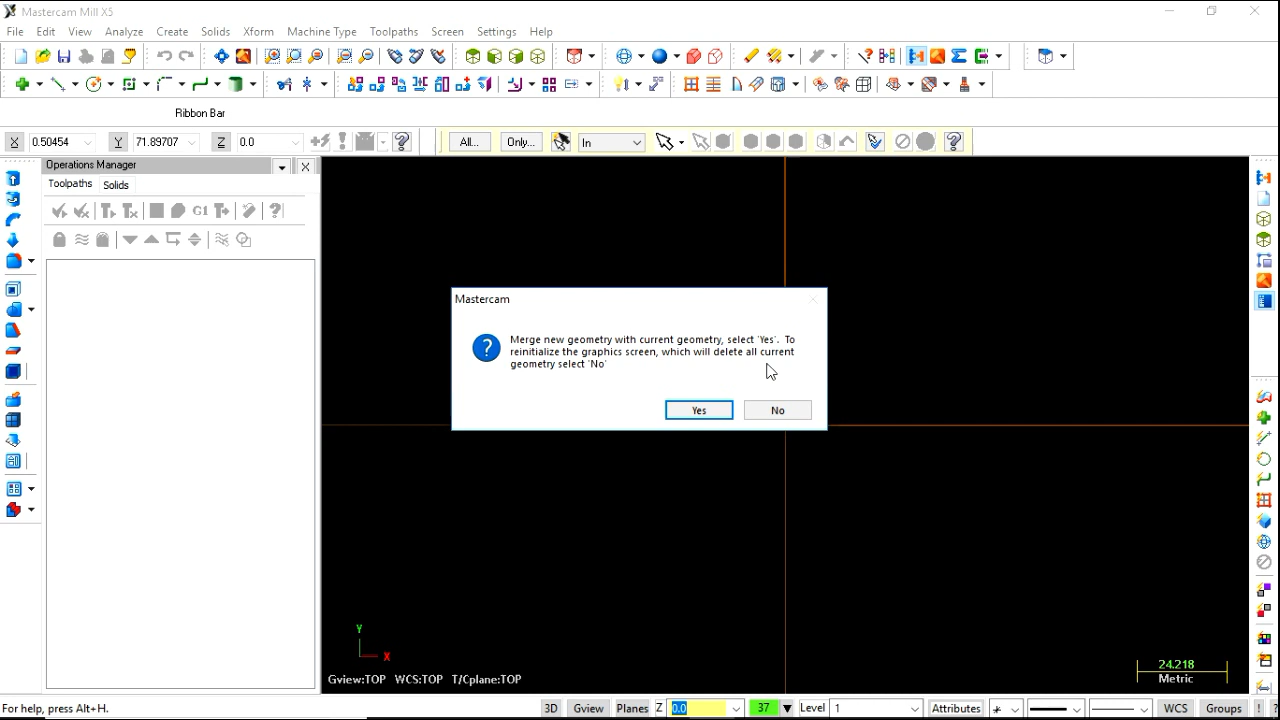 Mastercam Mill X5
File Edit View Analyze Create Solids Xform Machine Type Toolpaths Screen Settings Help
Ribbon Bar
X 0.50454 Y 71.89707 Z 0.0 All... Only... In
Operations Manager
Toolpaths Solids
G1
Mastercam
Merge new geometry with current geometry, select 'Yes'. To
reinitialize the graphics screen, which will delete all current
geometry select 'No'
Yes No
Y
X
24.218
Metric
Gview:TOP WCS:TOP T/Cplane:TOP
For help, press Alt+H.
3D Gview Planes Z 0.0 37 Level 1 Attributes WCS Groups ! ?